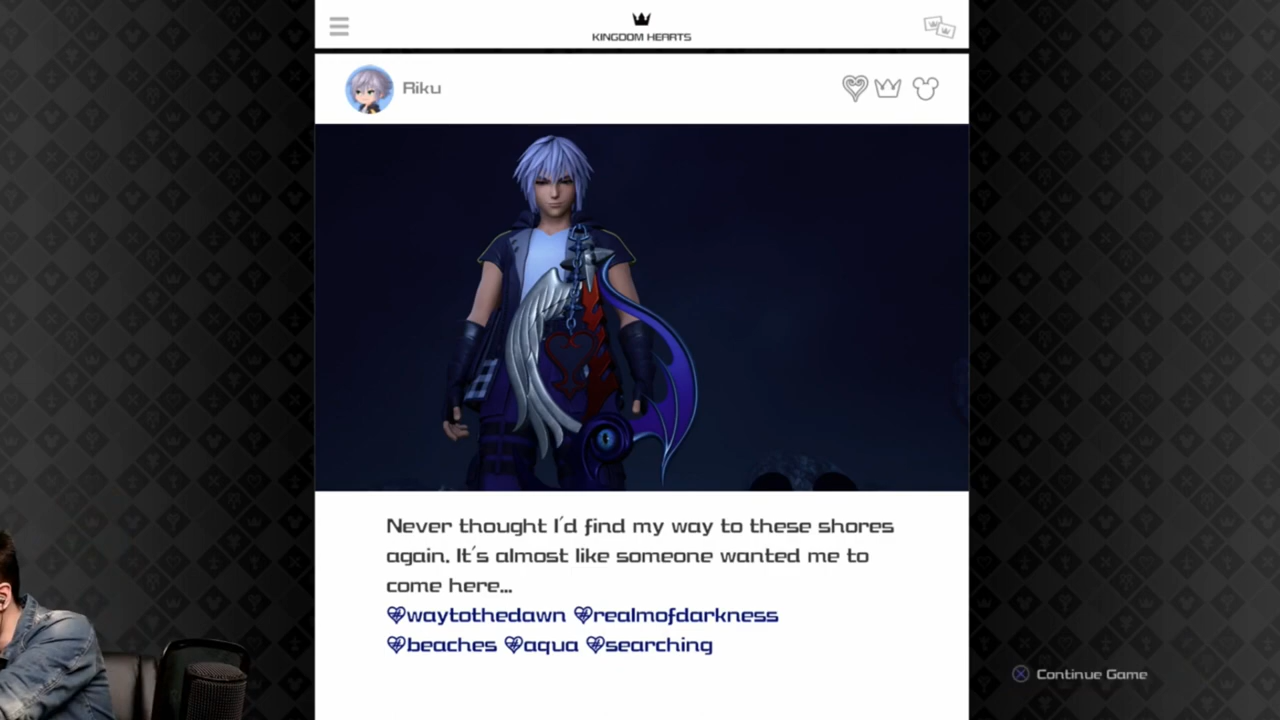 KINGDOM HEARTS
Riku
Never thought I'd find my way to these shores
again. It's almost like someone wanted me to
come here...
#waytothedawn #realmofdarkness
#beaches #aqua #searching
Continue Game